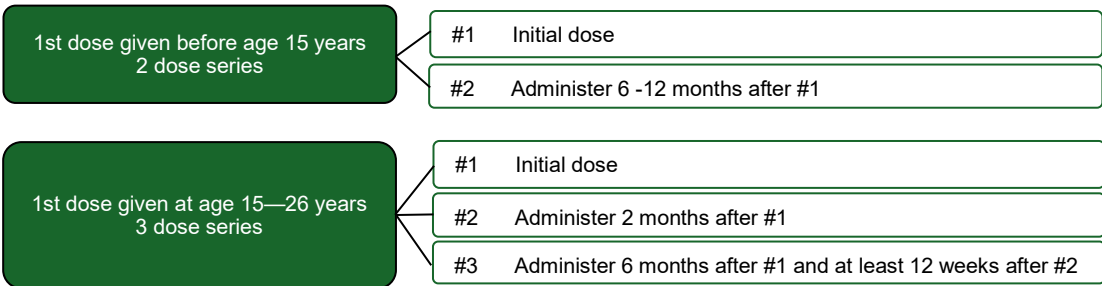 1st dose given before age 15 years
2 dose series
#1 Initial dose
#2 Administer 6 -12 months after #1
1st dose given at age 15—26 years
3 dose series
#1 Initial dose
#2 Administer 2 months after #1
#3 Administer 6 months after #1 and at least 12 weeks after #2